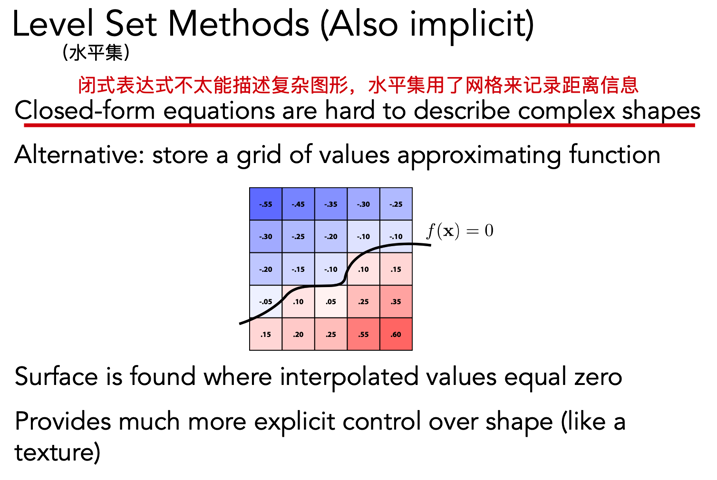 Level Set Methods (Also implicit)
（水平集）
闭式表达式不太能描述复杂图形，水平集用了网格来记录距离信息
Closed-form equations are hard to describe complex shapes
Alternative: store a grid of values approximating function
-.55 -.45 -.35 -.30 -.25
-.30 -.25 -.20 -.10 -.10
f(x) = 0
-.20 -.15 -.10 .10 .15
-.05 .10 .05 .25 .35
.15 .20 .25 .55 .60
Surface is found where interpolated values equal zero
Provides much more explicit control over shape (like a
texture)